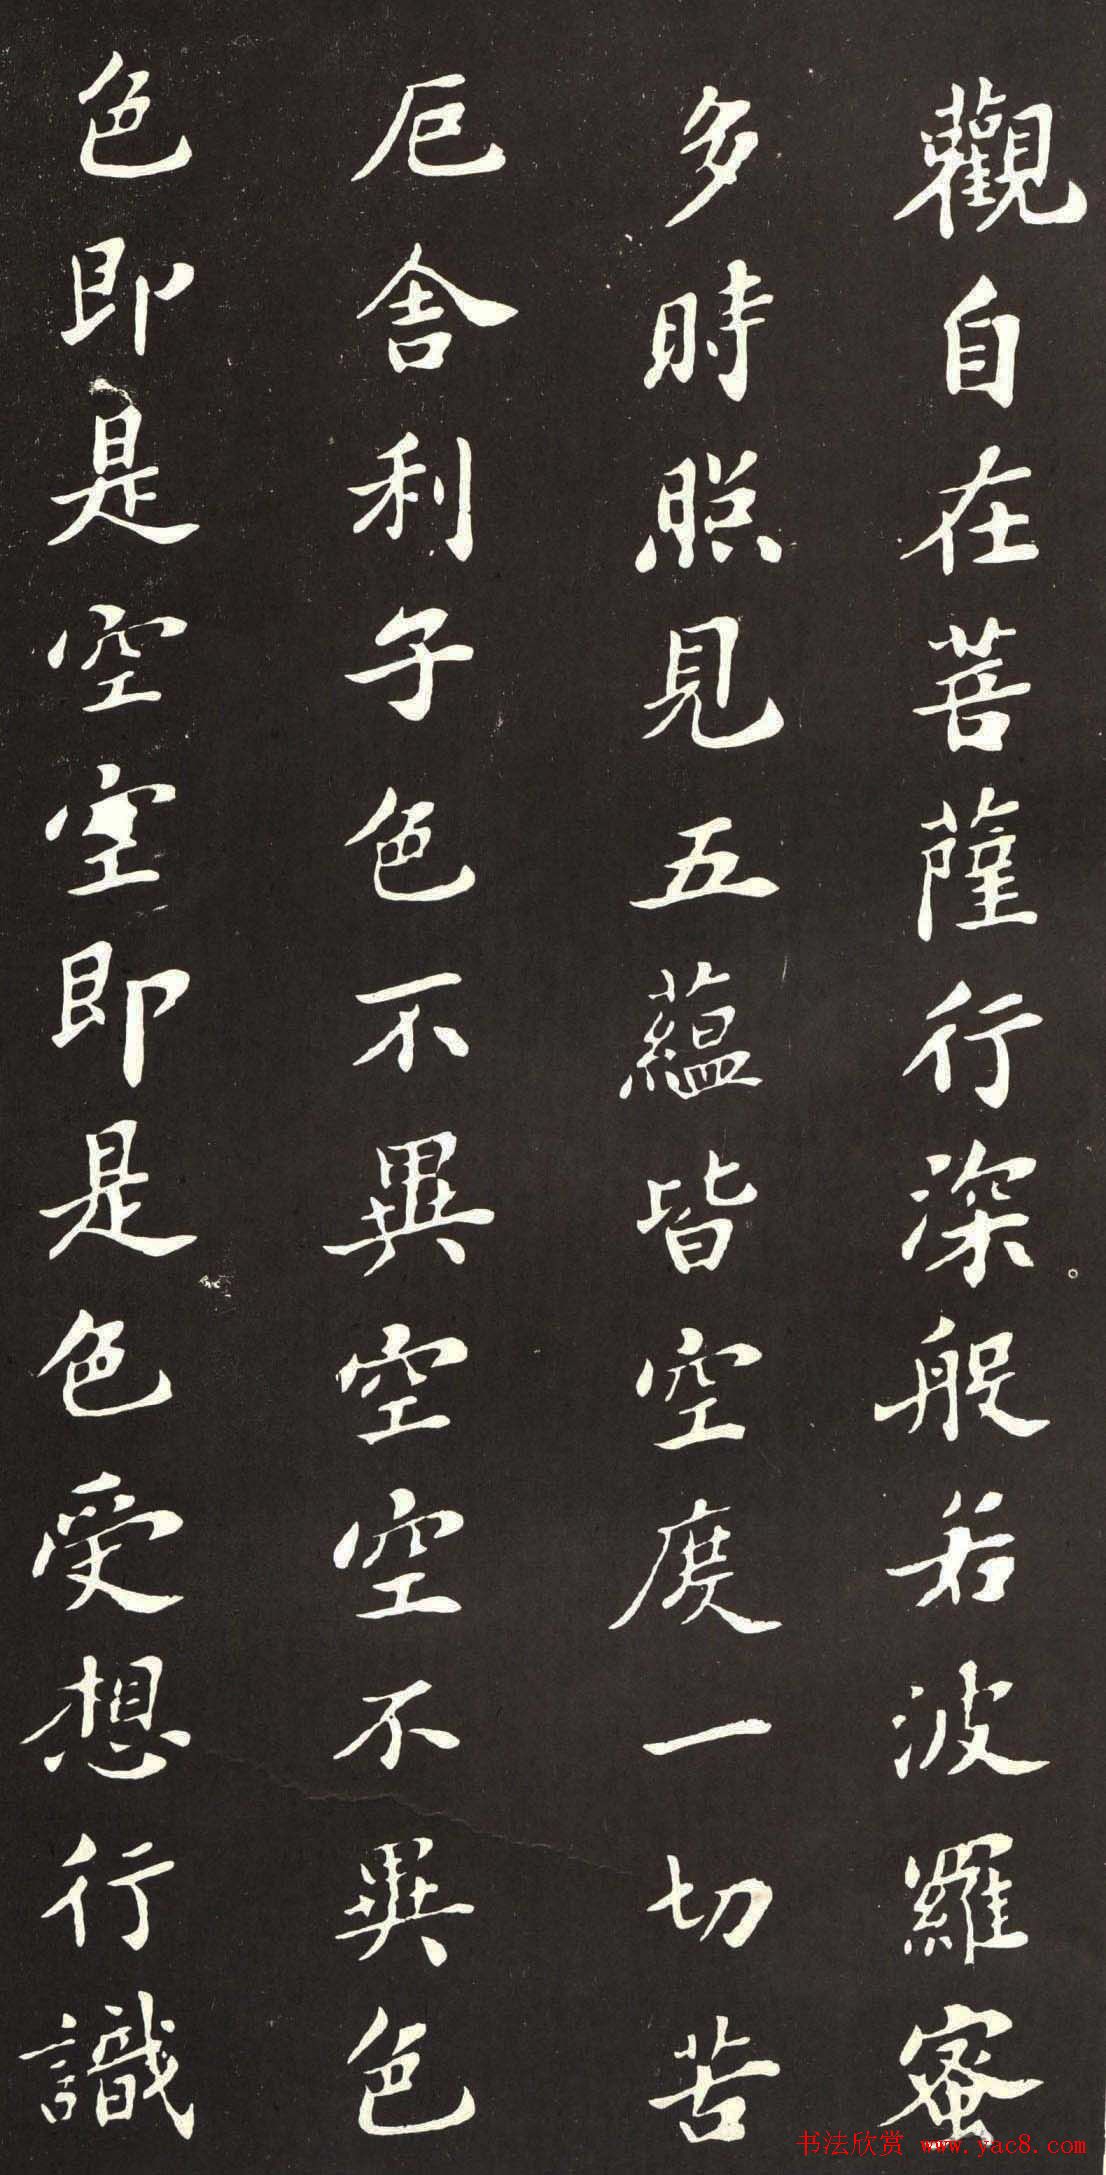 觀自在菩薩行深般若波羅蜜
多時照見五蘊皆空度一切苦
厄舍利子色不異空空不異色
色即是空空即是色受想行識
书法欣赏 www.yac8.com